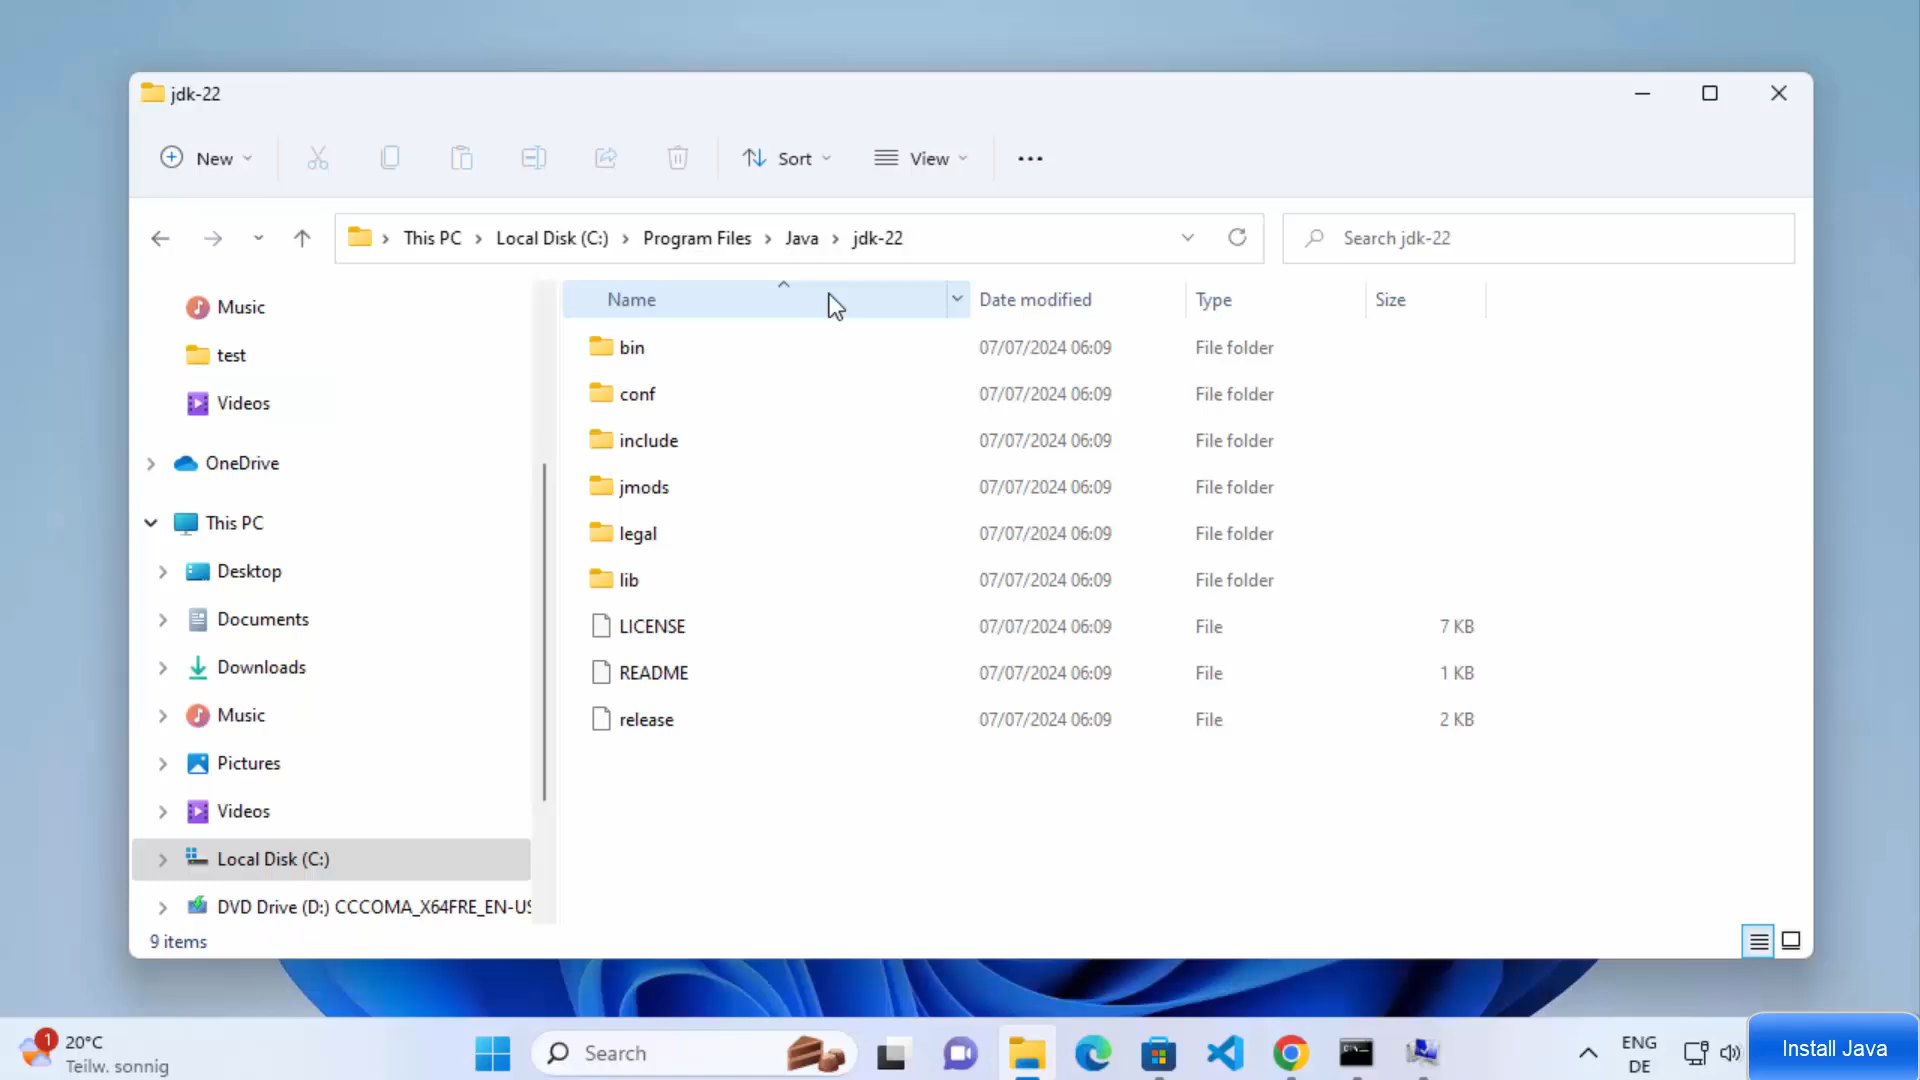 jdk-22
New
Sort
View
This PC
Local Disk (C:)
Program Files
Java
jdk-22
Search jdk-22
Music
test
Videos
OneDrive
This PC
Desktop
Documents
Downloads
Music
Pictures
Videos
Local Disk (C:)
DVD Drive (D:) CCCOMA_X64FRE_EN-US
Name Date modified Type Size
bin 07/07/2024 06:09 File folder
conf 07/07/2024 06:09 File folder
include 07/07/2024 06:09 File folder
jmods 07/07/2024 06:09 File folder
legal 07/07/2024 06:09 File folder
lib 07/07/2024 06:09 File folder
LICENSE 07/07/2024 06:09 File 7 KB
README 07/07/2024 06:09 File 1 KB
release 07/07/2024 06:09 File 2 KB
9 items
1
20°C
Teilw. sonnig
Search
ENG
DE
Install Java